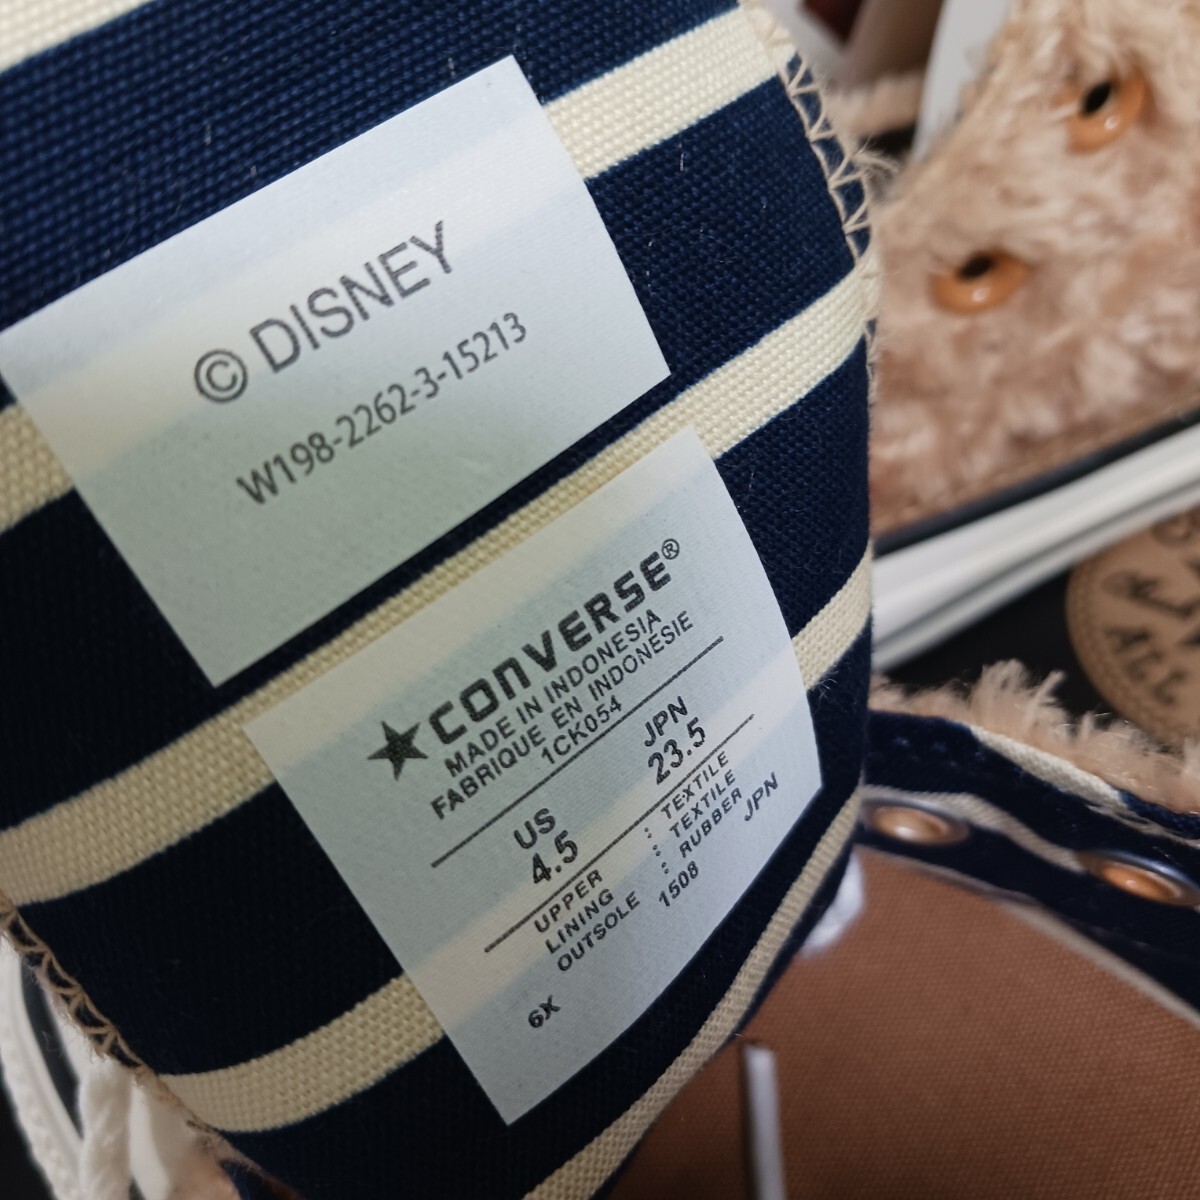 © DISNEY
W198-2262-3-15213
★CONVERSE®
MADE IN INDONESIA
FABRIQUE EN INDONESIE
1CK054
US JPN
4.5 23.5
UPPER : TEXTILE
LINING : TEXTILE
OUTSOLE : RUBBER
1508 JPN
6X
ALL